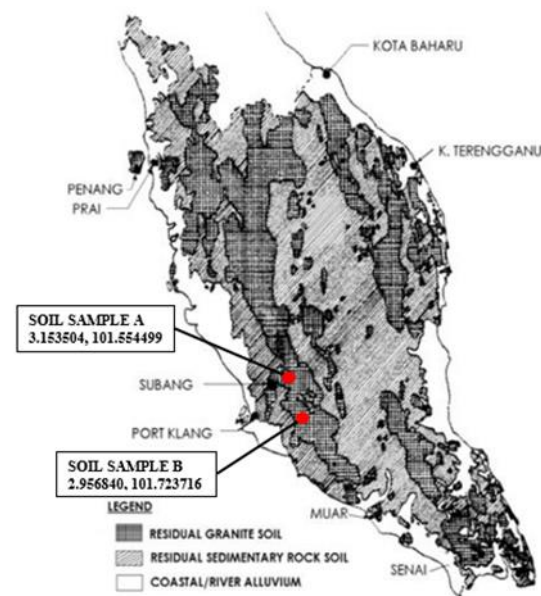 KOTA BAHARU
K. TERENGGANU
PENANG
PRAI
SOIL SAMPLE A
3.153504, 101.554499
SUBANG
PORT KLANG
SOIL SAMPLE B
2.956840, 101.723716
MUAR
SENAI
LEGEND
RESIDUAL GRANITE SOIL
RESIDUAL SEDIMENTARY ROCK SOIL
COASTAL/RIVER ALLUVIUM